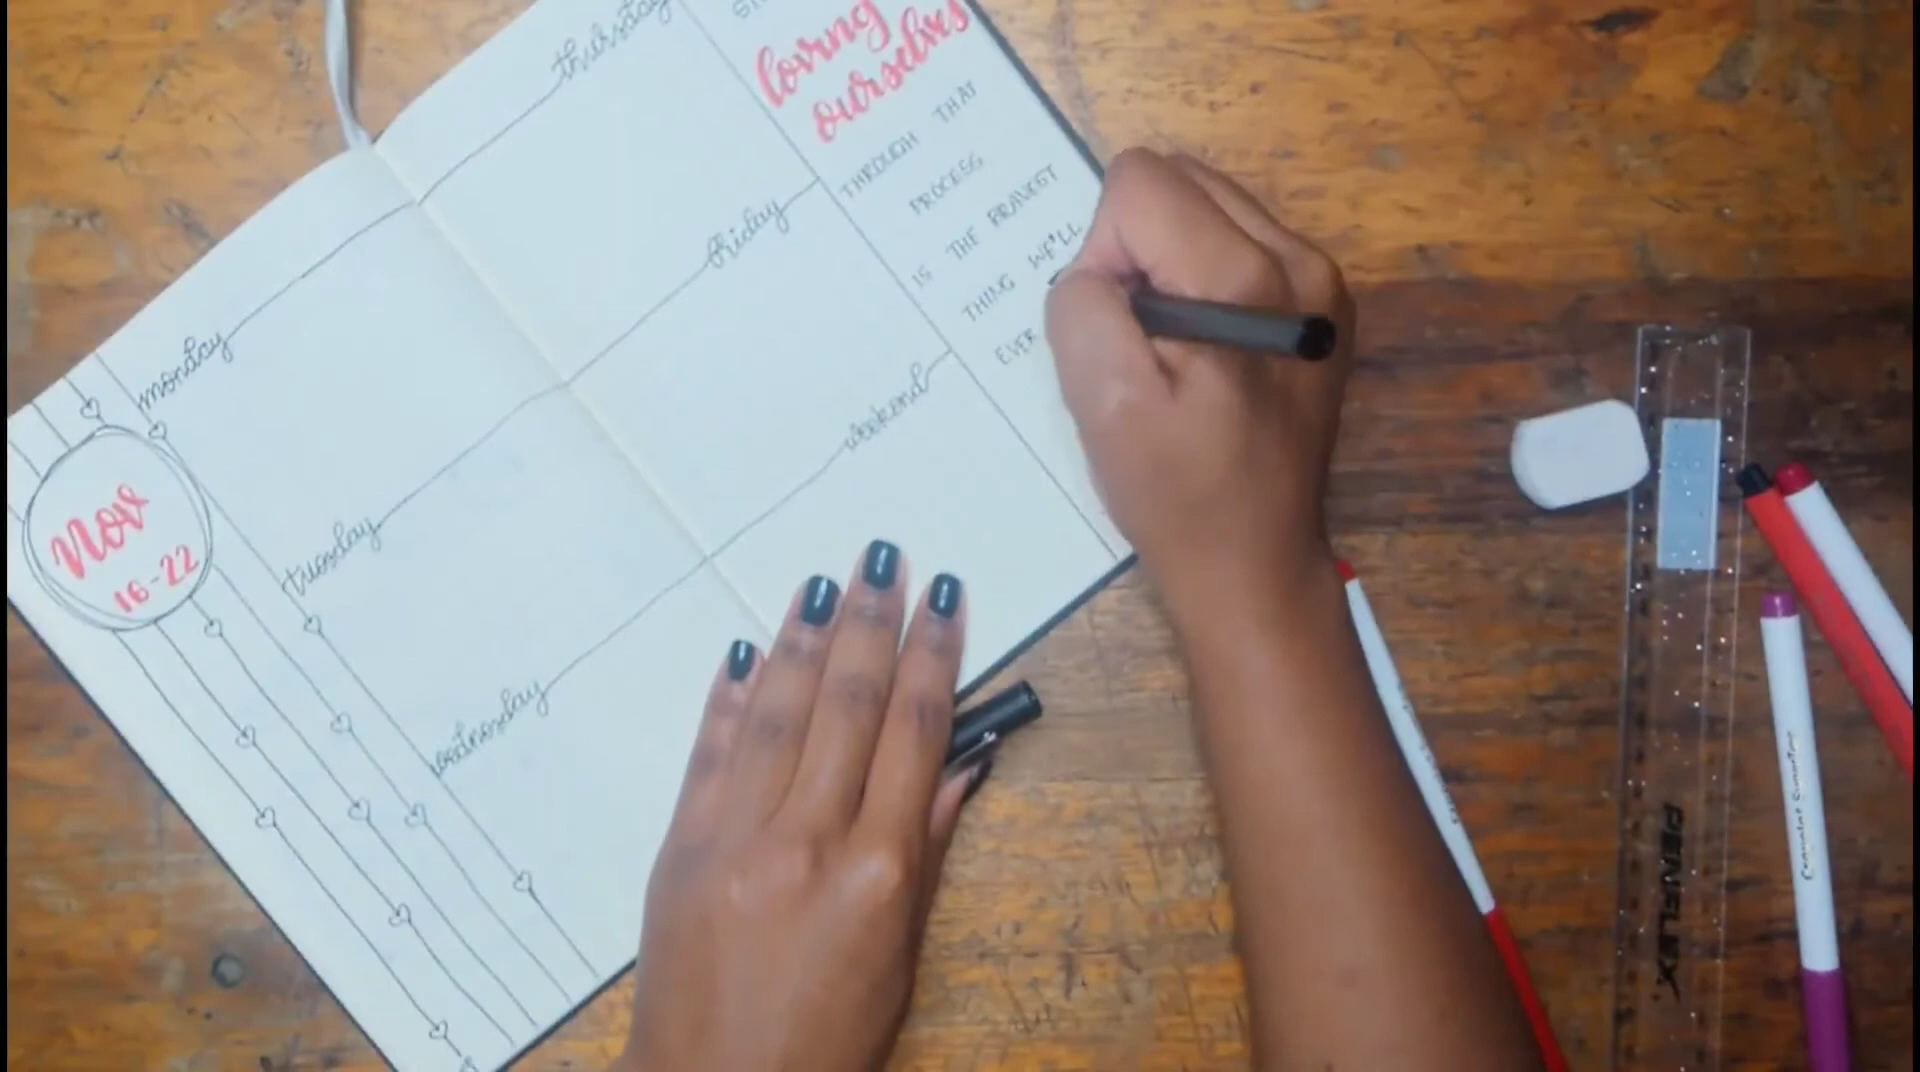 monday
Nov
16-22
tuesday
wednesday
thursday
friday
weekend
loving
ourselves
THROUGH THAT
PROCESS
IS THE BRAVEST
THING WE'LL
EVER
PENFLEX